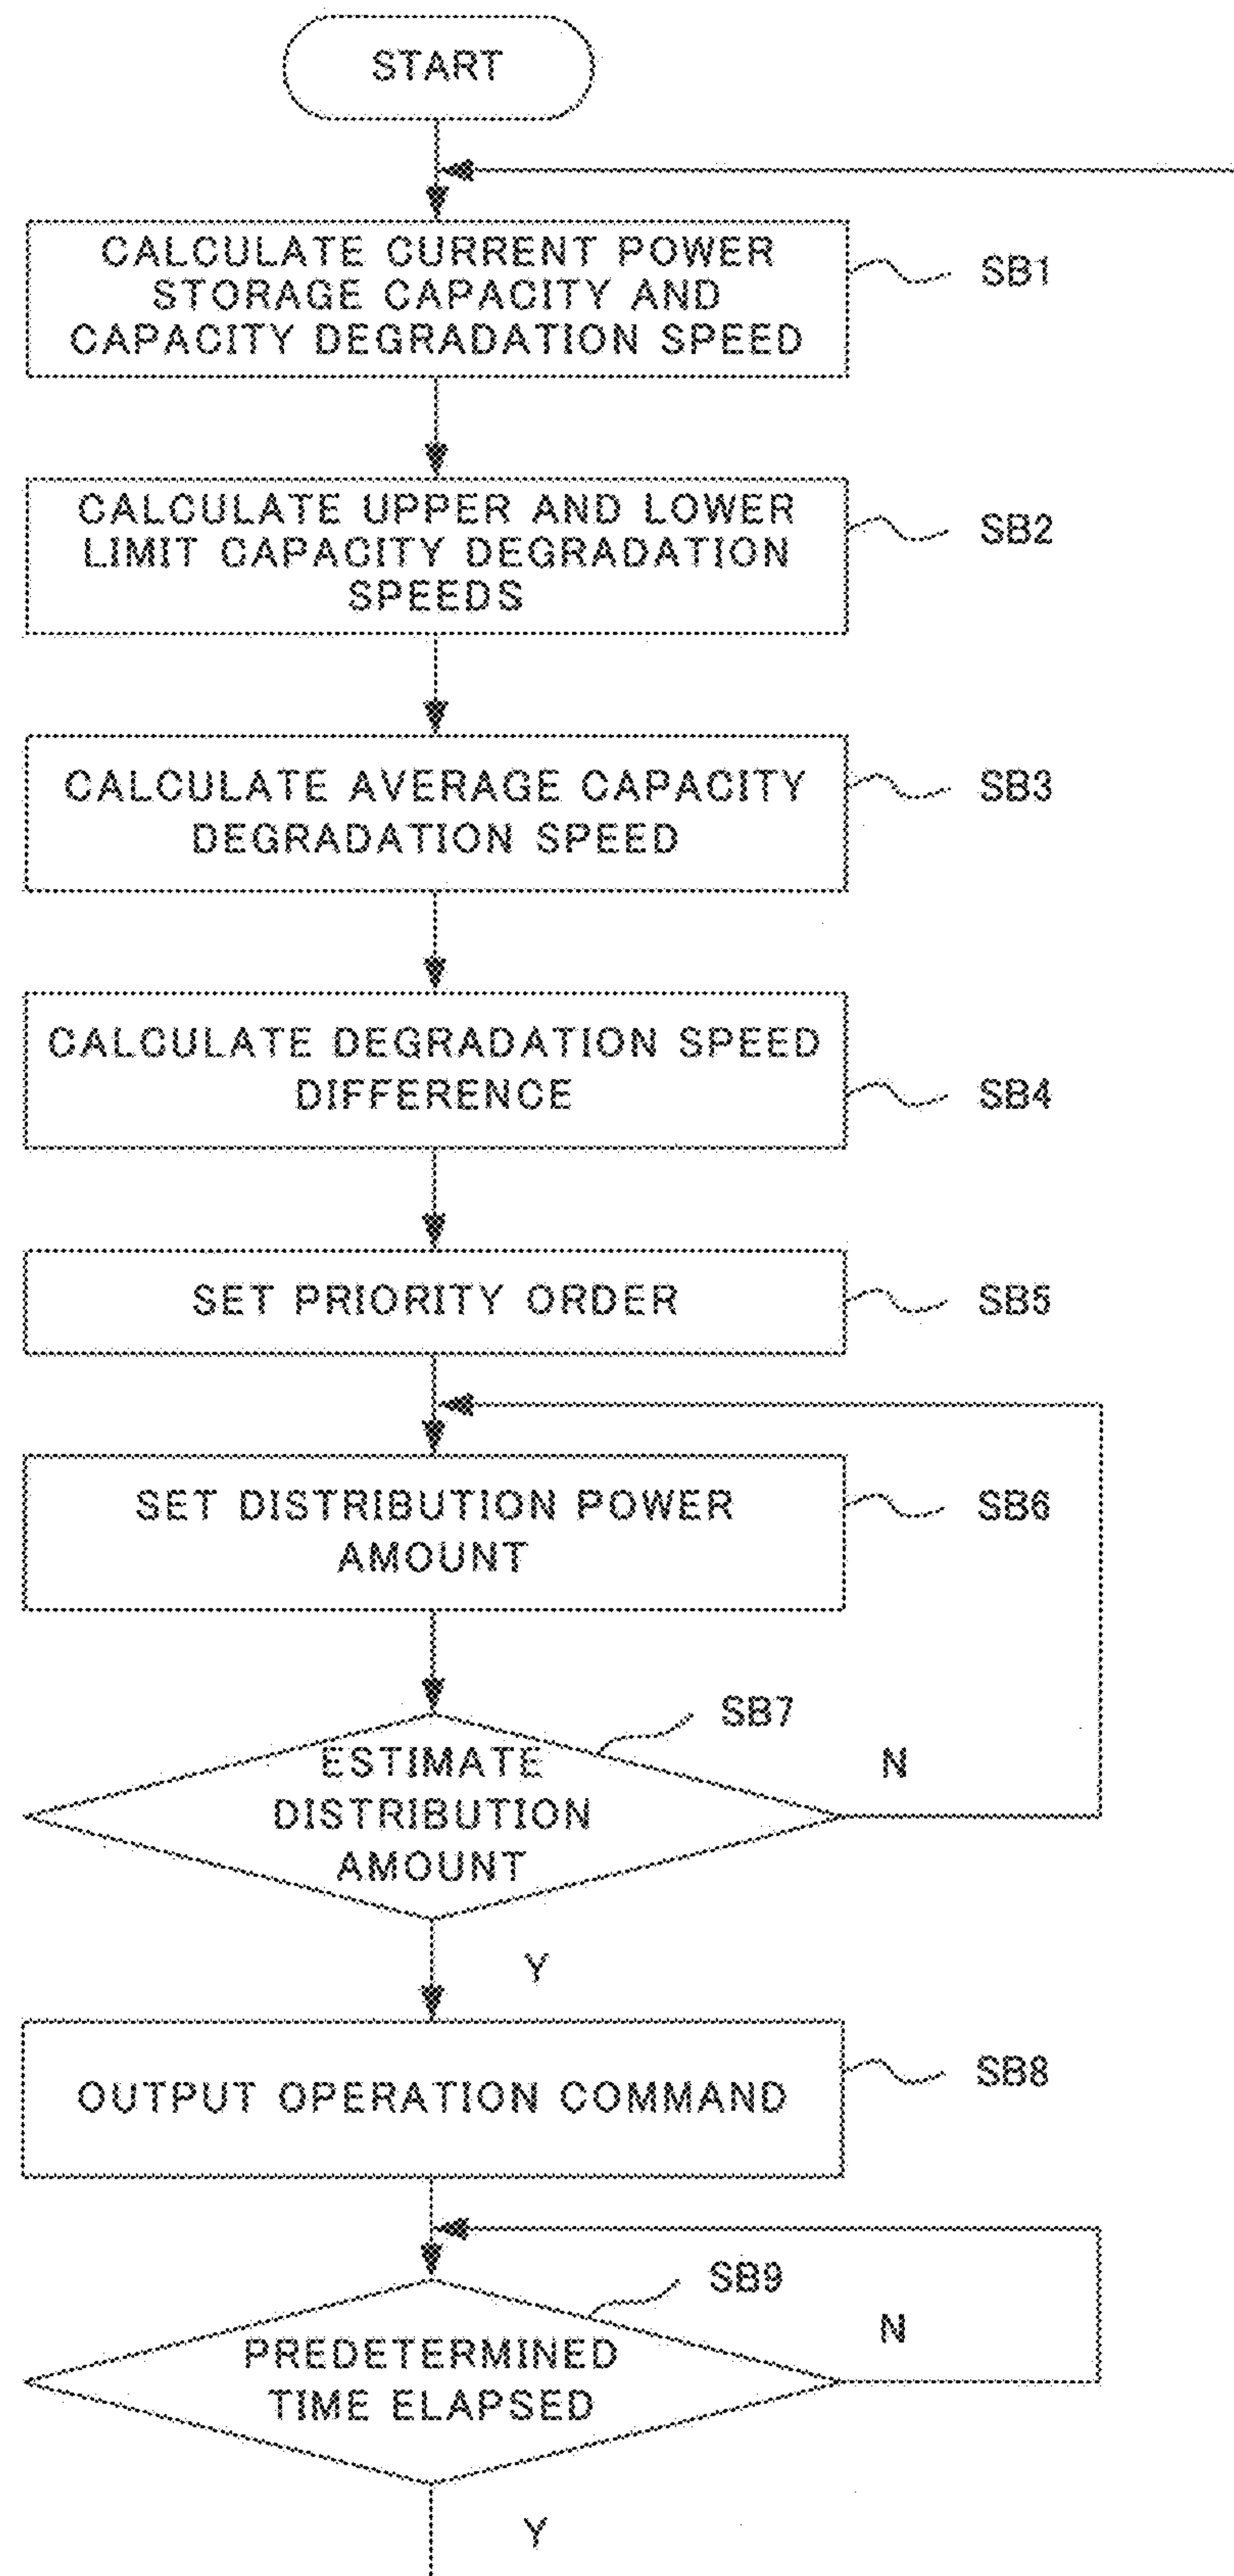 START
CALCULATE CURRENT POWER
STORAGE CAPACITY AND
CAPACITY DEGRADATION SPEED
SB1
CALCULATE UPPER AND LOWER
LIMIT CAPACITY DEGRADATION
SPEEDS
SB2
CALCULATE AVERAGE CAPACITY
DEGRADATION SPEED
SB3
CALCULATE DEGRADATION SPEED
DIFFERENCE
SB4
SET PRIORITY ORDER
SB5
SET DISTRIBUTION POWER
AMOUNT
SB6
SB7
ESTIMATE
DISTRIBUTION
AMOUNT
N
Y
OUTPUT OPERATION COMMAND
SB8
SB9
PREDETERMINED
TIME ELAPSED
N
Y